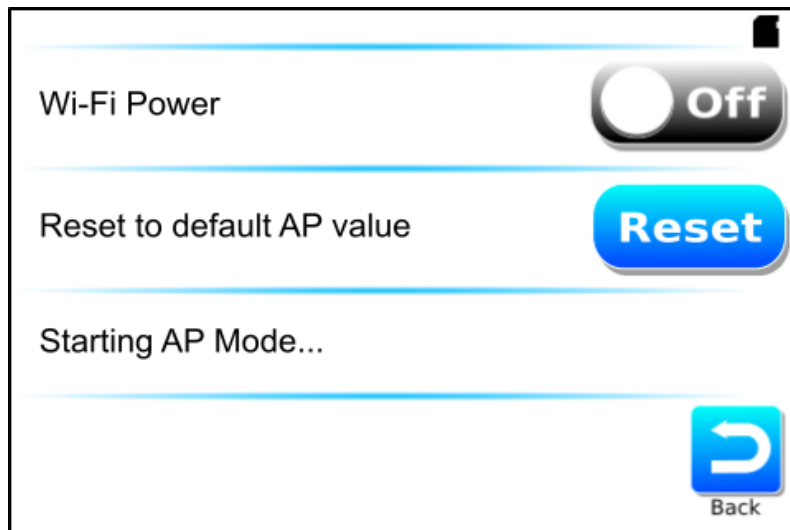 Wi-Fi Power
Off
Reset to default AP value
Reset
Starting AP Mode...
Back